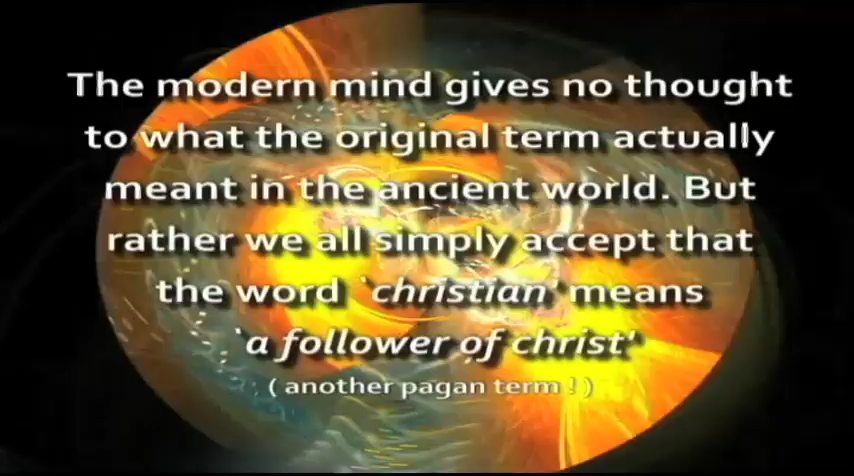 The modern mind gives no thought
to what the original term actually
meant in the ancient world. But
rather we all simply accept that
the word `christian` means
`a follower of christ'
( another pagan term ! )